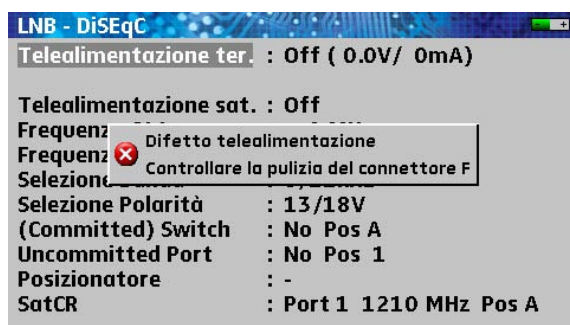 LNB - DiSEqC
Telealimentazione ter. : Off ( 0.0V/ 0mA)
Telealimentazione sat. : Off
Difetto telealimentazione
Controllare la pulizia del connettore F
Selezione Polarità : 13/18V
(Committed) Switch : No Pos A
Uncommitted Port : No Pos 1
Posizionatore : -
SatCR : Port 1 1210 MHz Pos A